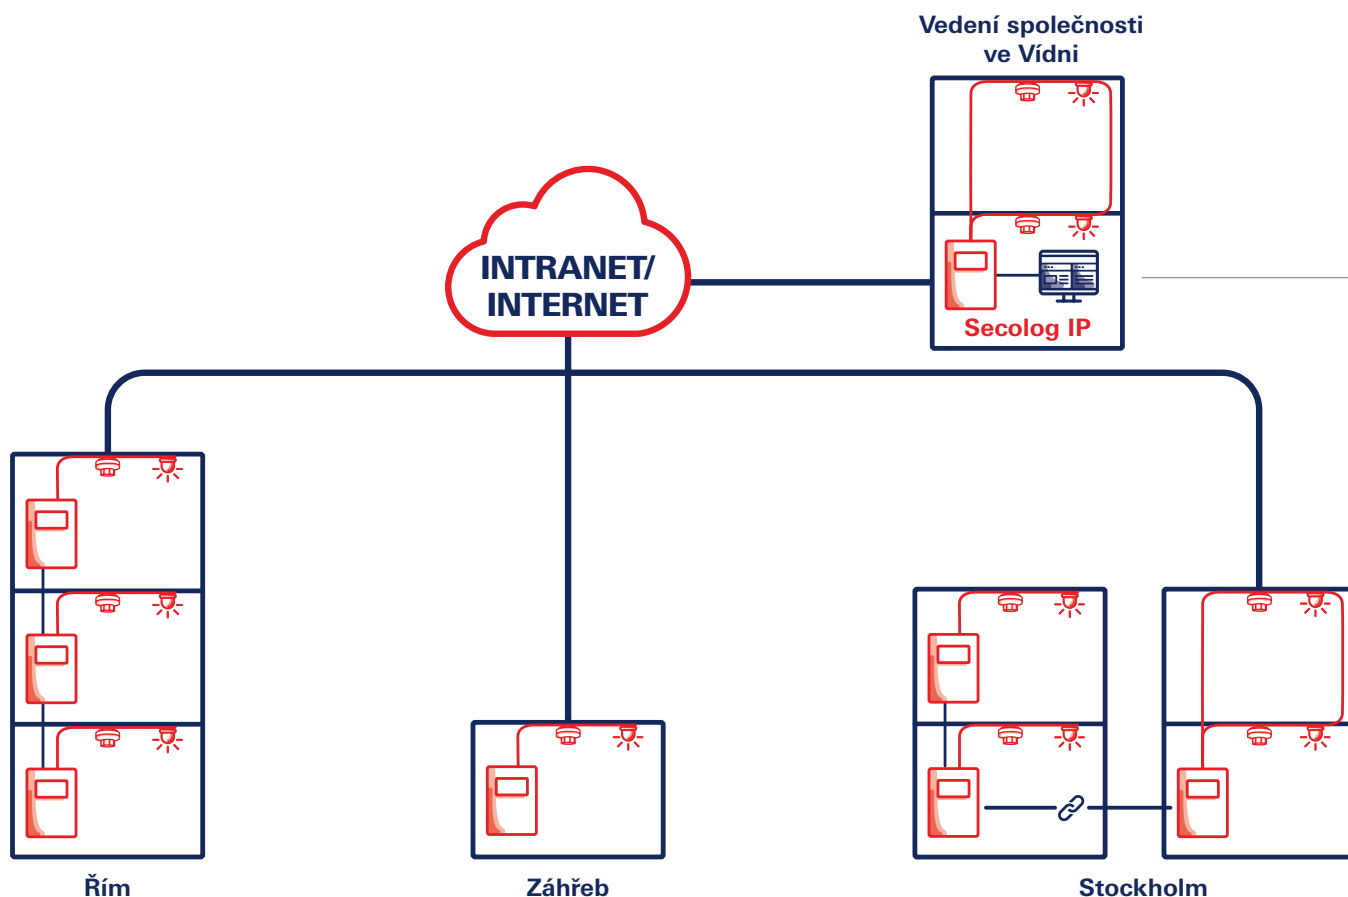 Vedení společnosti
ve Vídni
INTRANET/
INTERNET
Secolog IP
Řím
Záhřeb
Stockholm